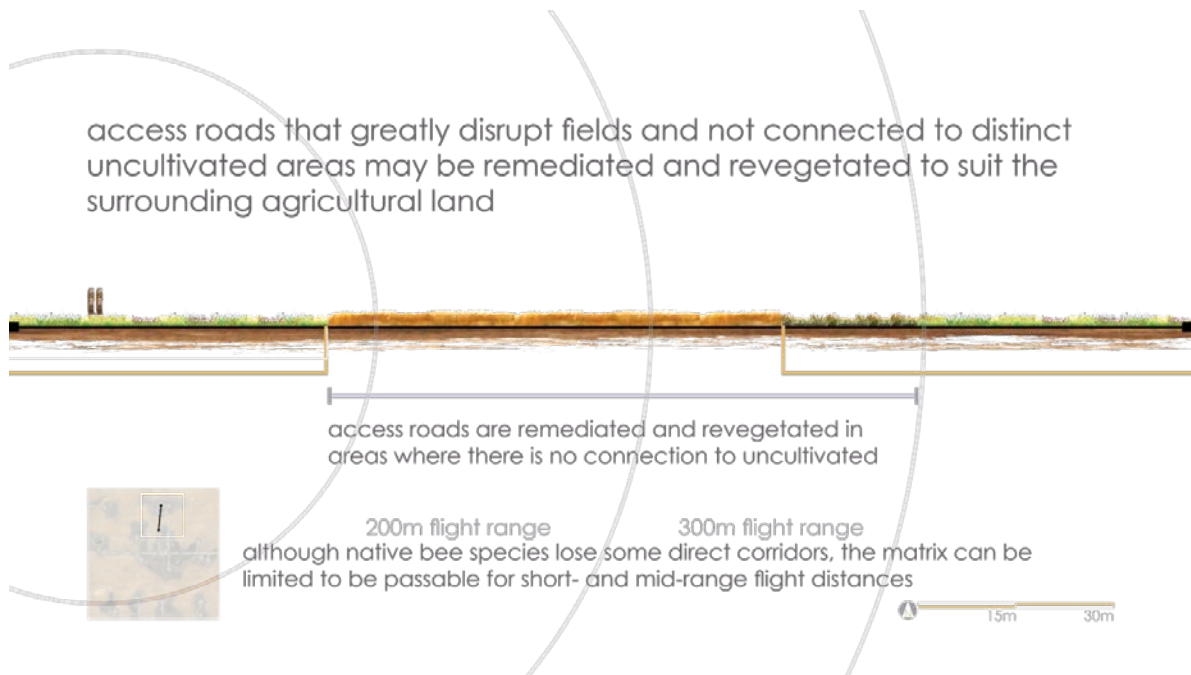 access roads that greatly disrupt fields and not connected to distinct
uncultivated areas may be remediated and revegetated to suit the
surrounding agricultural land
access roads are remediated and revegetated in
areas where there is no connection to uncultivated
200m flight range
300m flight range
although native bee species lose some direct corridors, the matrix can be
limited to be passable for short- and mid-range flight distances
15m
30m